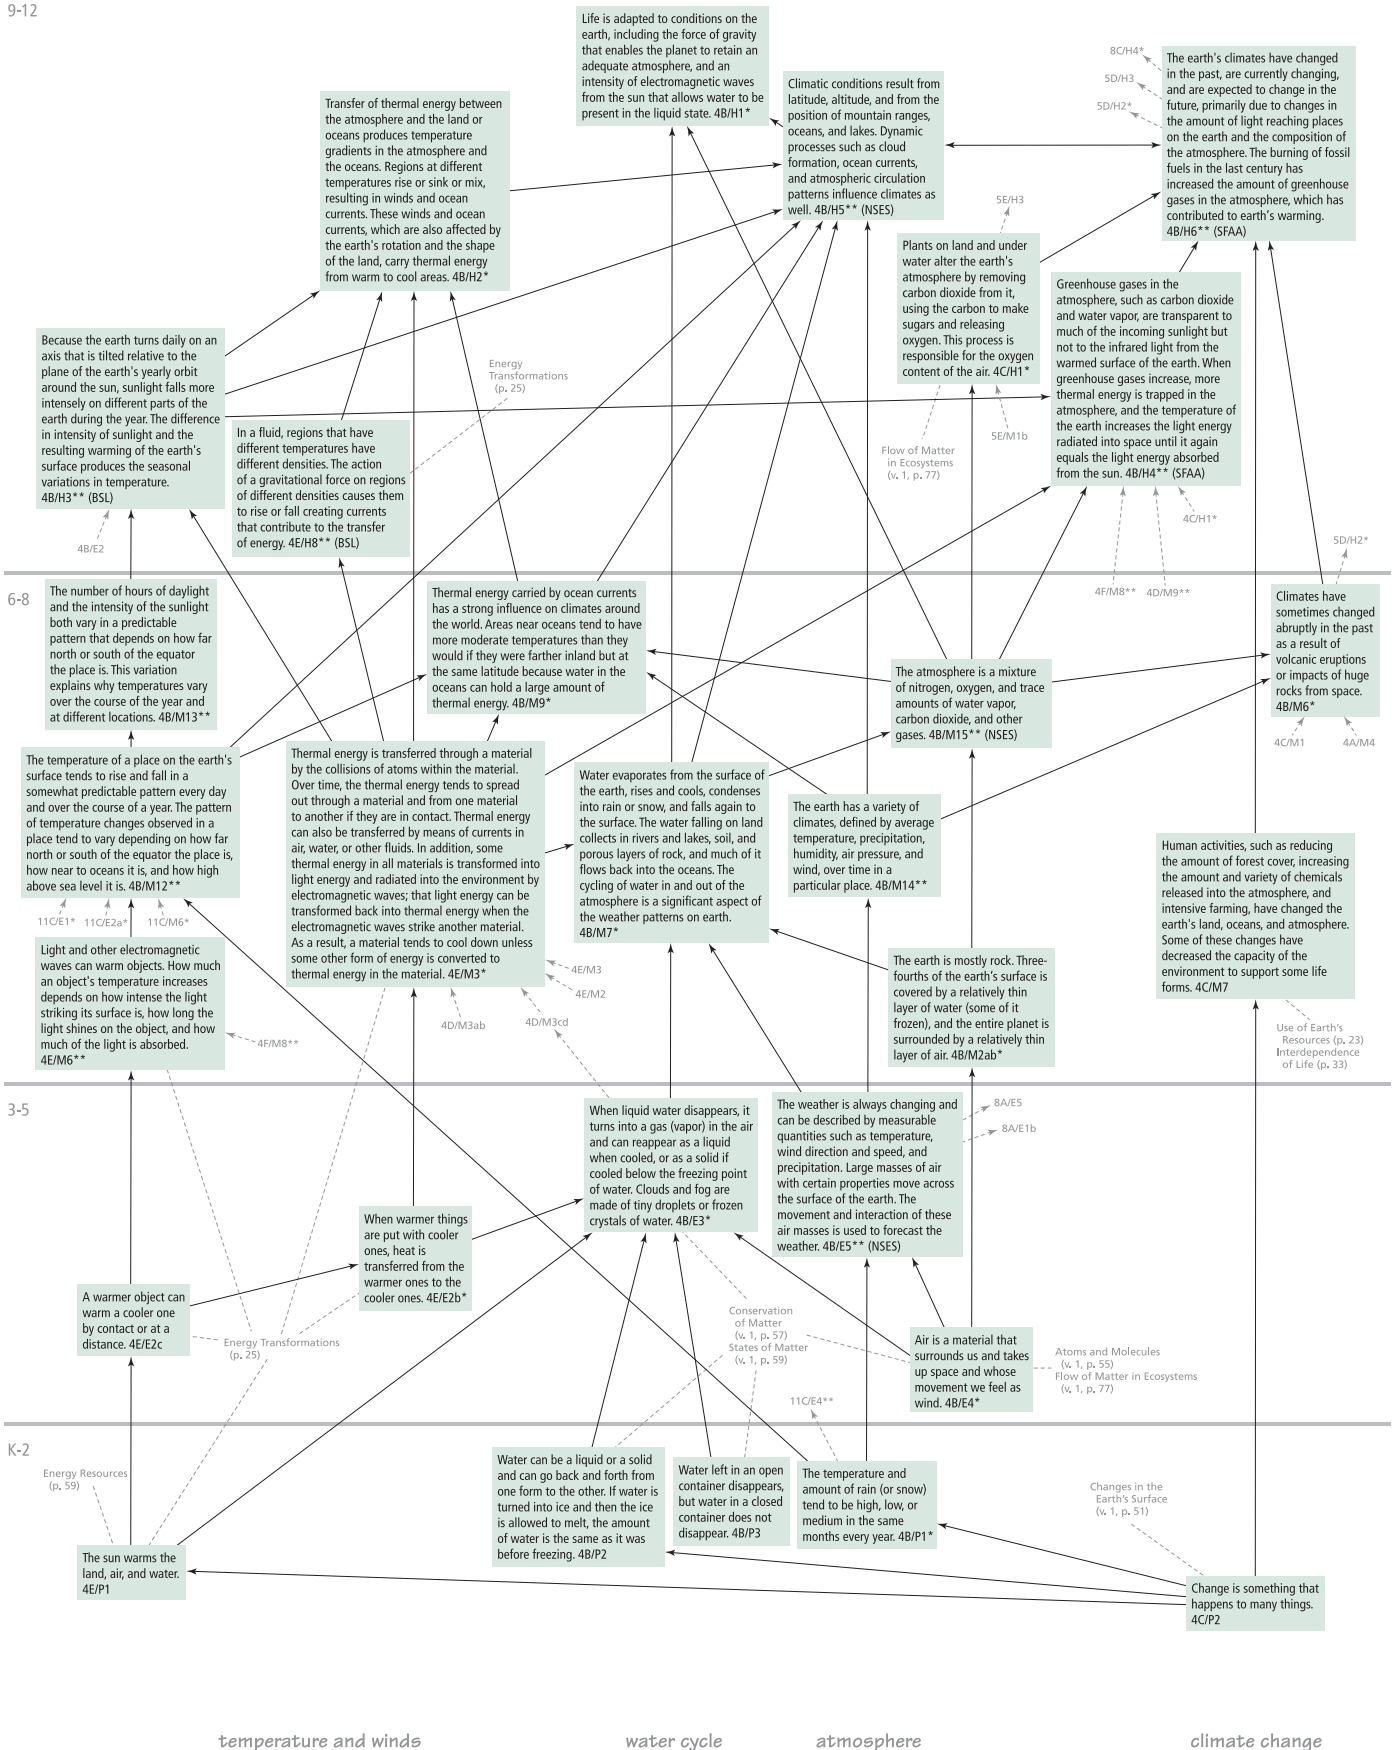 9-12
Life is adapted to conditions on the
earth, including the force of gravity
that enables the planet to retain an
adequate atmosphere, and an
intensity of electromagnetic waves
from the sun that allows water to be
present in the liquid state. 4B/H1*
Climatic conditions result from
latitude, altitude, and from the
position of mountain ranges,
oceans, and lakes. Dynamic
processes such as cloud
formation, ocean currents,
and atmospheric circulation
patterns influence climates as
well. 4B/H5** (NSES)
8C/H4*
5D/H3
5D/H2*
The earth's climates have changed
in the past, are currently changing,
and are expected to change in the
future, primarily due to changes in
the amount of light reaching places
on the earth and the composition of
the atmosphere. The burning of fossil
fuels in the last century has
increased the amount of greenhouse
gases in the atmosphere, which has
contributed to earth's warming.
4B/H6** (SFAA)
Transfer of thermal energy between
the atmosphere and the land or
oceans produces temperature
gradients in the atmosphere and
the oceans. Regions at different
temperatures rise or sink or mix,
resulting in winds and ocean
currents. These winds and ocean
currents, which are also affected by
the earth's rotation and the shape
of the land, carry thermal energy
from warm to cool areas. 4B/H2*
5E/H3
Plants on land and under
water alter the earth's
atmosphere by removing
carbon dioxide from it,
using the carbon to make
sugars and releasing
oxygen. This process is
responsible for the oxygen
content of the air. 4C/H1*
Greenhouse gases in the
atmosphere, such as carbon dioxide
and water vapor, are transparent to
much of the incoming sunlight but
not to the infrared light from the
warmed surface of the earth. When
greenhouse gases increase, more
thermal energy is trapped in the
atmosphere, and the temperature of
the earth increases the light energy
radiated into space until it again
equals the light energy absorbed
from the sun. 4B/H4** (SFAA)
Because the earth turns daily on an
axis that is tilted relative to the
plane of the earth's yearly orbit
around the sun, sunlight falls more
intensely on different parts of the
earth during the year. The difference
in intensity of sunlight and the
resulting warming of the earth's
surface produces the seasonal
variations in temperature.
4B/H3** (BSL)
Energy
Transformations
(p. 25)
In a fluid, regions that have
different temperatures have
different densities. The action
of a gravitational force on regions
of different densities causes them
to rise or fall creating currents
that contribute to the transfer
of energy. 4E/H8** (BSL)
Flow of Matter
in Ecosystems
(v. 1, p. 77)
5E/M1b
4C/H1*
4B/E2
5D/H2*
4F/M8**
4D/M9**
6-8
The number of hours of daylight
and the intensity of the sunlight
both vary in a predictable
pattern that depends on how far
north or south of the equator
the place is. This variation
explains why temperatures vary
over the course of the year and
at different locations. 4B/M13**
Thermal energy carried by ocean currents
has a strong influence on climates around
the world. Areas near oceans tend to have
more moderate temperatures than they
would if they were farther inland but at
the same latitude because water in the
oceans can hold a large amount of
thermal energy. 4B/M9*
The atmosphere is a mixture
of nitrogen, oxygen, and trace
amounts of water vapor,
carbon dioxide, and other
gases. 4B/M15** (NSES)
Climates have
sometimes changed
abruptly in the past
as a result of
volcanic eruptions
or impacts of huge
rocks from space.
4B/M6*
4C/M1
4A/M4
The temperature of a place on the earth's
surface tends to rise and fall in a
somewhat predictable pattern every day
and over the course of a year. The pattern
of temperature changes observed in a
place tend to vary depending on how far
north or south of the equator the place is,
how near to oceans it is, and how high
above sea level it is. 4B/M12**
11C/E1*
11C/E2a*
11C/M6*
Thermal energy is transferred through a material
by the collisions of atoms within the material.
Over time, the thermal energy tends to spread
out through a material and from one material
to another if they are in contact. Thermal energy
can also be transferred by means of currents in
air, water, or other fluids. In addition, some
thermal energy in all materials is transformed into
light energy and radiated into the environment by
electromagnetic waves; that light energy can be
transformed back into thermal energy when the
electromagnetic waves strike another material.
As a result, a material tends to cool down unless
some other form of energy is converted to
thermal energy in the material. 4E/M3*
Water evaporates from the surface of
the earth, rises and cools, condenses
into rain or snow, and falls again to
the surface. The water falling on land
collects in rivers and lakes, soil, and
porous layers of rock, and much of it
flows back into the oceans. The
cycling of water in and out of the
atmosphere is a significant aspect of
the weather patterns on earth.
4B/M7*
The earth has a variety of
climates, defined by average
temperature, precipitation,
humidity, air pressure, and
wind, over time in a
particular place. 4B/M14**
Human activities, such as reducing
the amount of forest cover, increasing
the amount and variety of chemicals
released into the atmosphere, and
intensive farming, have changed the
earth's land, oceans, and atmosphere.
Some of these changes have
decreased the capacity of the
environment to support some life
forms. 4C/M7
Light and other electromagnetic
waves can warm objects. How much
an object's temperature increases
depends on how intense the light
striking its surface is, how long the
light shines on the object, and how
much of the light is absorbed.
4E/M6**
4F/M8**
4E/M3
4E/M2
4D/M3ab
4D/M3cd
The earth is mostly rock. Three-
fourths of the earth's surface is
covered by a relatively thin
layer of water (some of it
frozen), and the entire planet is
surrounded by a relatively thin
layer of air. 4B/M2ab*
Use of Earth's
Resources (p. 23)
Interdependence
of Life (p. 33)
3-5
When liquid water disappears, it
turns into a gas (vapor) in the air
and can reappear as a liquid
when cooled, or as a solid if
cooled below the freezing point
of water. Clouds and fog are
made of tiny droplets or frozen
crystals of water. 4B/E3*
The weather is always changing and
can be described by measurable
quantities such as temperature,
wind direction and speed, and
precipitation. Large masses of air
with certain properties move across
the surface of the earth. The
movement and interaction of these
air masses is used to forecast the
weather. 4B/E5** (NSES)
8A/E5
8A/E1b
When warmer things
are put with cooler
ones, heat is
transferred from the
warmer ones to the
cooler ones. 4E/E2b*
A warmer object can
warm a cooler one
by contact or at a
distance. 4E/E2c
Energy Transformations
(p. 25)
Conservation
of Matter
(v. 1, p. 57)
States of Matter
(v. 1, p. 59)
Air is a material that
surrounds us and takes
up space and whose
movement we feel as
wind. 4B/E4*
Atoms and Molecules
(v. 1, p. 55)
Flow of Matter in Ecosystems
(v. 1, p. 77)
11C/E4**
K-2
Energy Resources
(p. 59)
Water can be a liquid or a solid
and can go back and forth from
one form to the other. If water is
turned into ice and then the ice
is allowed to melt, the amount
of water is the same as it was
before freezing. 4B/P2
Water left in an open
container disappears,
but water in a closed
container does not
disappear. 4B/P3
The temperature and
amount of rain (or snow)
tend to be high, low, or
medium in the same
months every year. 4B/P1*
Changes in the
Earth's Surface
(v. 1, p. 51)
The sun warms the
land, air, and water.
4E/P1
Change is something that
happens to many things.
4C/P2
temperature and winds
water cycle
atmosphere
climate change